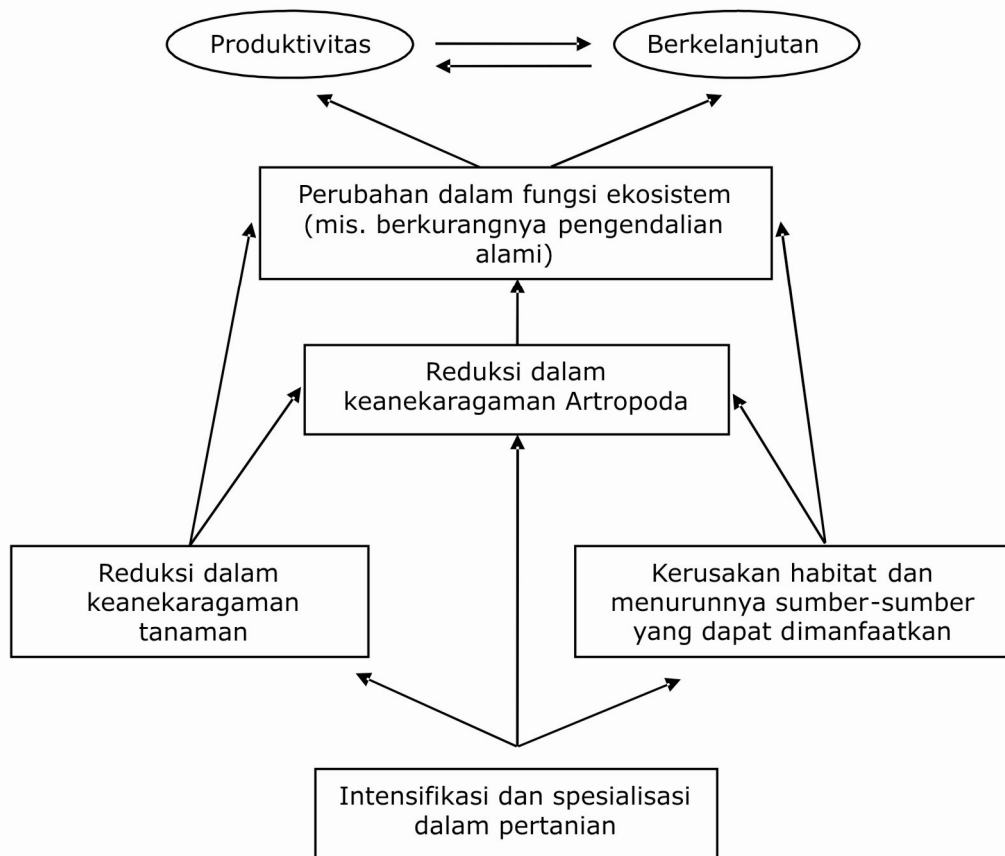 Produktivitas
Berkelanjutan
Perubahan dalam fungsi ekosistem
(mis. berkurangnya pengendalian
alami)
Reduksi dalam
keanekaragaman Artropoda
Reduksi dalam
keanekaragaman
tanaman
Kerusakan habitat dan
menurunnya sumber-sumber
yang dapat dimanfaatkan
Intensifikasi dan spesialisasi
dalam pertanian